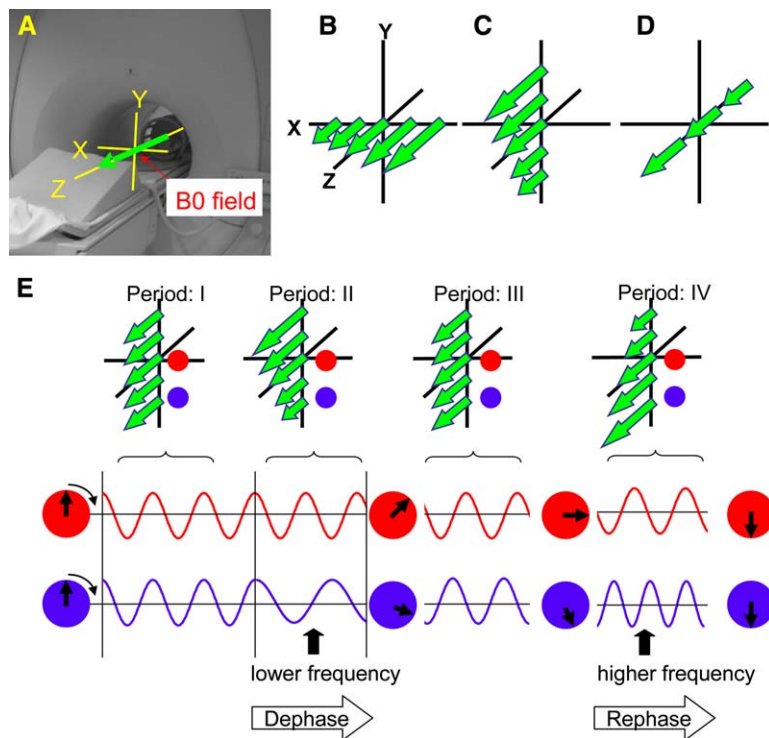 A
Y
X
Z
B0 field
B
Y
X
Z
C
D
E
Period: I
Period: II
Period: III
Period: IV
lower frequency
higher frequency
Dephase
Rephase